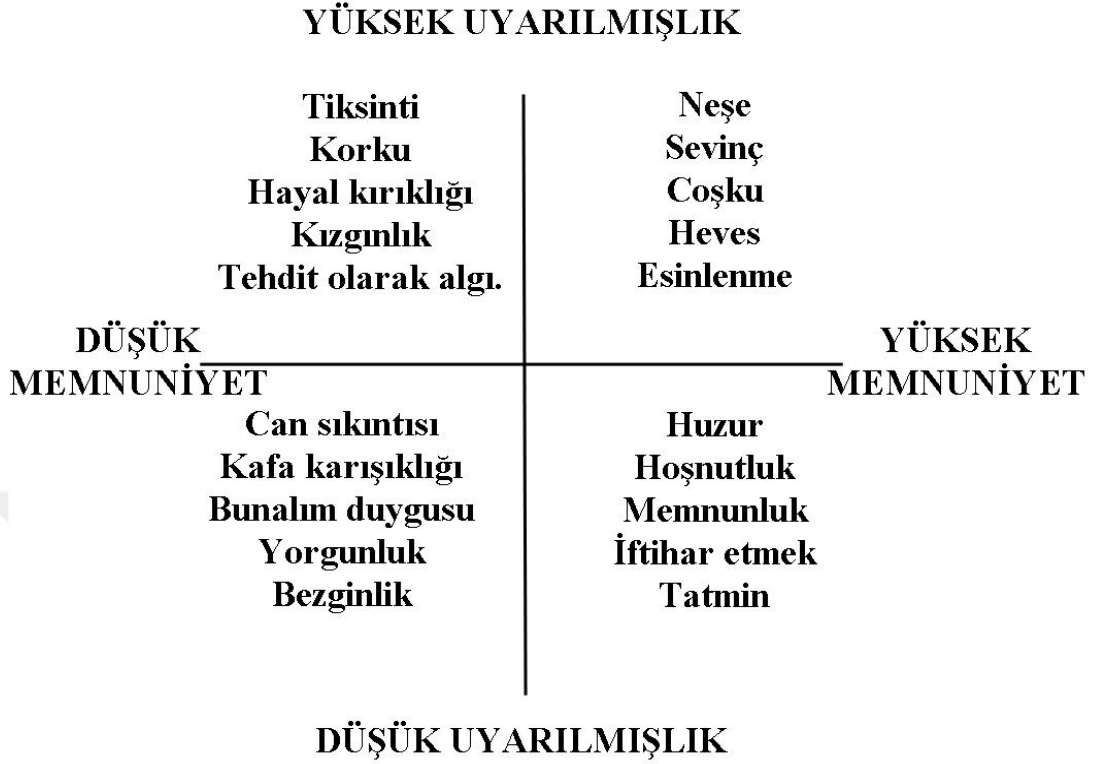 YÜKSEK UYARILMIŞLIK
Tiksinti
Korku
Hayal kırıklığı
Kızgınlık
Tehdit olarak algı.
Neşe
Sevinç
Coşku
Heves
Esinlenme
DÜŞÜK
MEMNUNİYET
YÜKSEK
MEMNUNİYET
Can sıkıntısı
Kafa karışıklığı
Bunalım duygusu
Yorgunluk
Bezginlik
Huzur
Hoşnutluk
Memnunluk
İftihar etmek
Tatmin
DÜŞÜK UYARILMIŞLIK